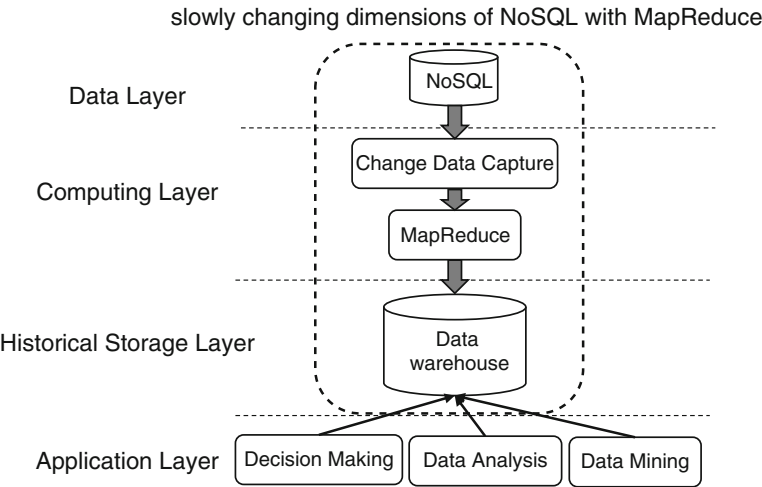 slowly changing dimensions of NoSQL with MapReduce
NoSQL
Data Layer
Change Data Capture
Computing Layer
MapReduce
Historical Storage Layer
Data
warehouse
Application Layer
Decision Making
Data Analysis
Data Mining